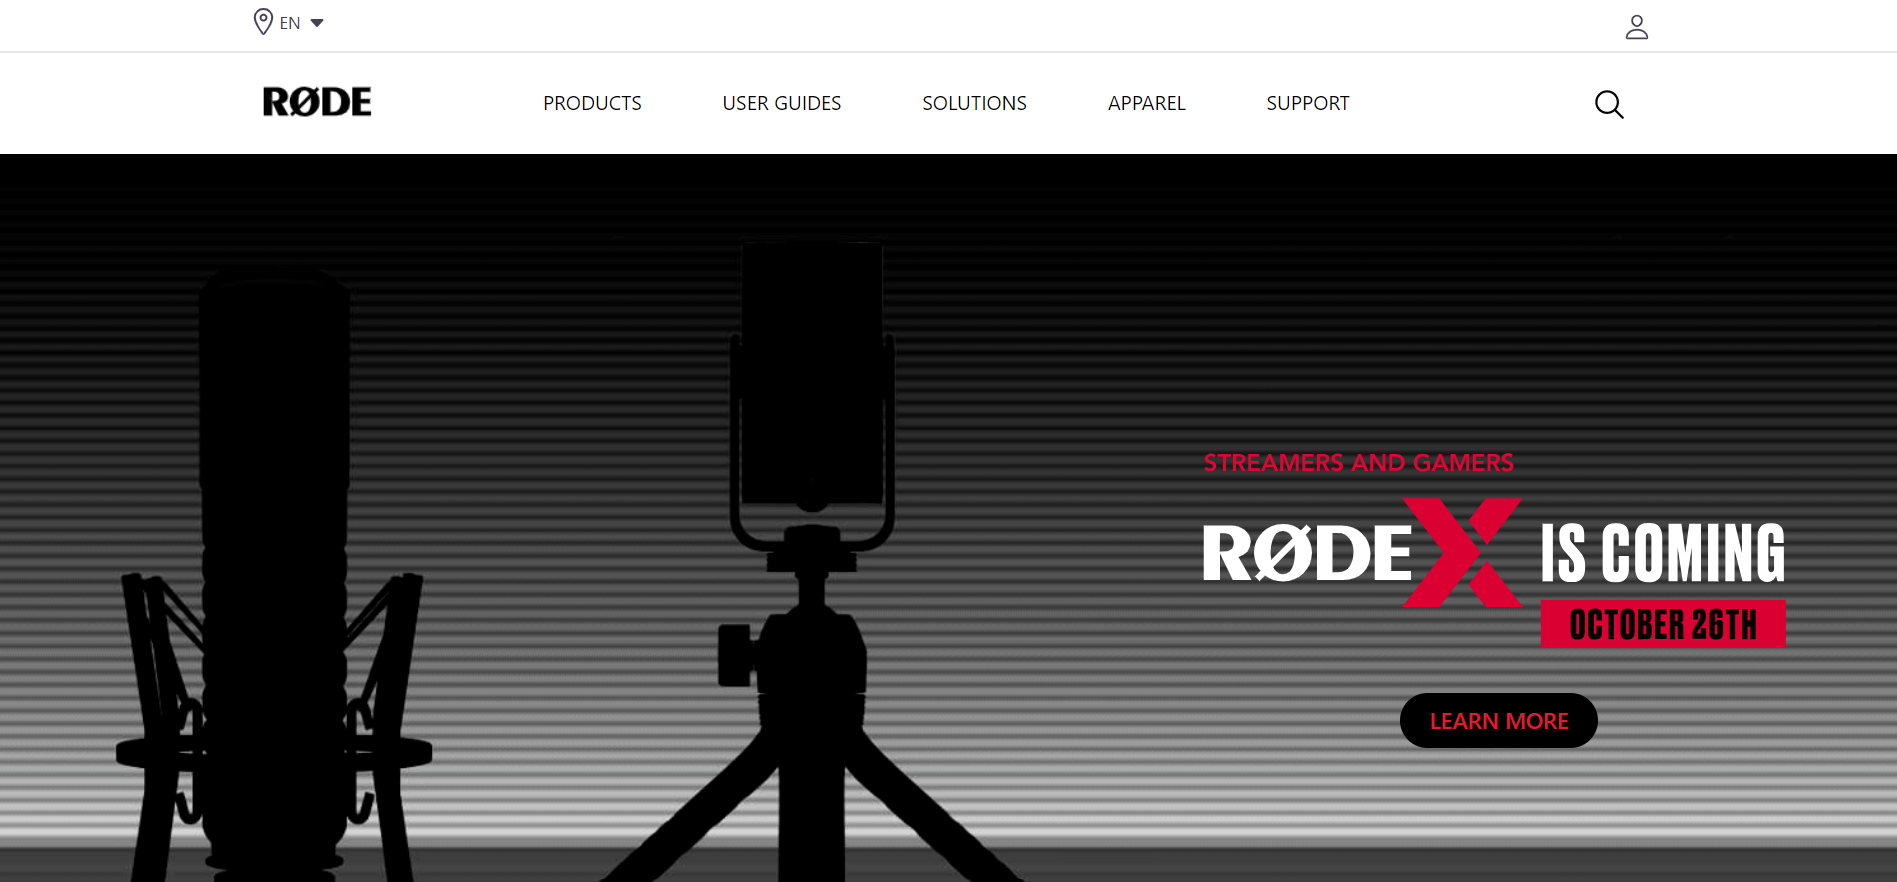 EN
RØDE
PRODUCTS
USER GUIDES
SOLUTIONS
APPAREL
SUPPORT
STREAMERS AND GAMERS
RØDE X IS COMING
OCTOBER 26TH
LEARN MORE